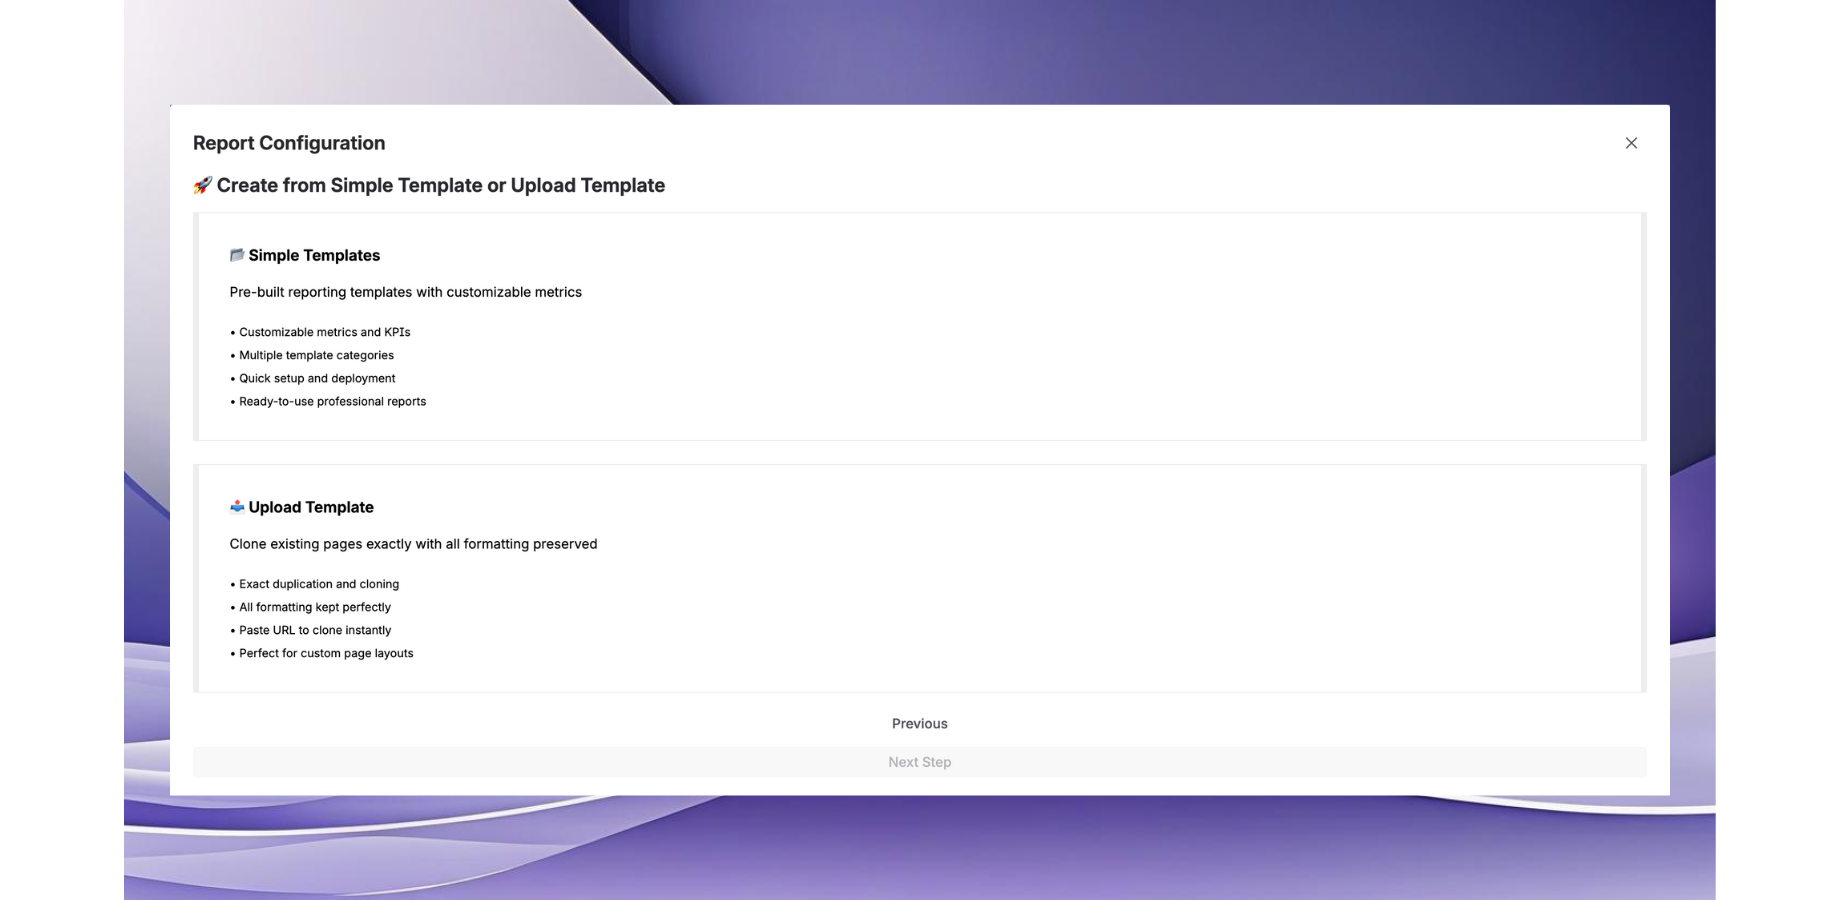 Report Configuration
🚀 Create from Simple Template or Upload Template
Simple Templates
Pre-built reporting templates with customizable metrics
• Customizable metrics and KPIs
• Multiple template categories
• Quick setup and deployment
• Ready-to-use professional reports
Upload Template
Clone existing pages exactly with all formatting preserved
• Exact duplication and cloning
• All formatting kept perfectly
• Paste URL to clone instantly
• Perfect for custom page layouts
Previous
Next Step